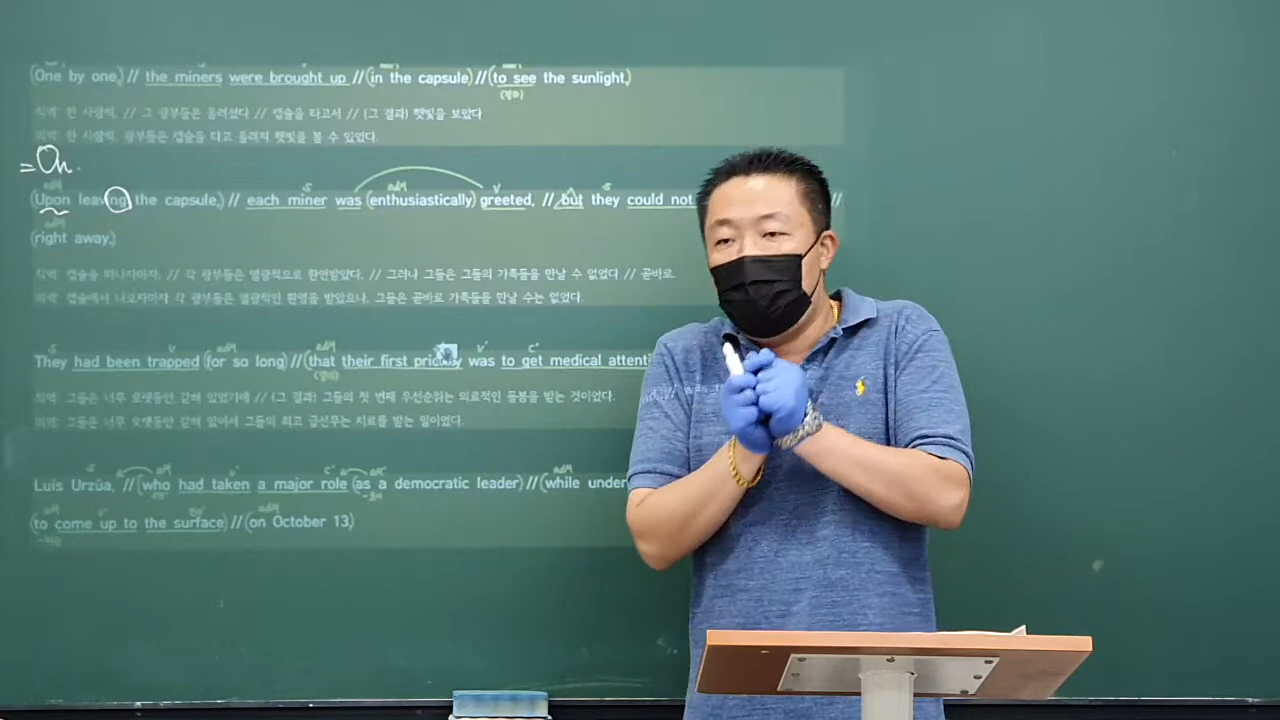 (One by one,) // the miners were brought up // (in the capsule) // (to see the sunlight.)
(결과)
직역: 한 사람씩, // 그 광부들은 올려졌다 // 캡슐을 타고서 // (그 결과) 햇빛을 보았다
의역: 한 사람씩, 광부들은 캡슐을 타고 올려져 햇빛을 볼 수 있었다.
=On.
adv S adv V S
(Upon leaving the capsule,) // each miner was (enthusiastically) greeted, // but they could not //
adv
(right away.)
직역: 캡슐을 떠나자마자, // 각 광부들은 열광적으로 환영받았다, // 그러나 그들은 그들의 가족들을 만날 수 없었다 // 곧바로
의역: 캡슐에서 나오자마자 각 광부들은 열광적인 환영을 받았으나, 그들은 곧바로 가족들을 만날 수는 없었다.
S V adv adv V' C'
They had been trapped (for so long) // (that their first was to get medical
(결과)
직역: 그들은 너무 오랫동안 갇혀 있었기에 // (그 결과) 그들의 첫 번째 우선순위는 의료적인 돌봄을 받는 것이었다.
의역: 그들은 너무 오랫동안 갇혀 있어서 그들의 최고 급선무는 치료를 받는 일이었다.
Luis Urzúa, // (who had taken a major role (as a democratic leader) // (while
(to come up to the surface) // (on October 13)